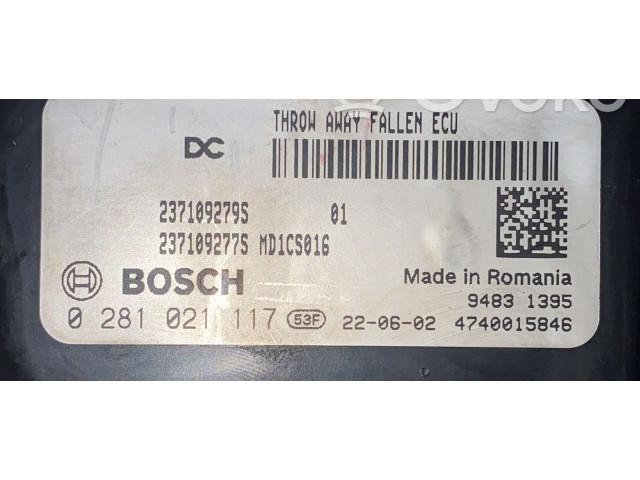 THROW AWAY FALLEN ECU
DC
237109279S 01
237109277S MD1CS016
BOSCH
Made in Romania
9483 1395
0 281 021 117 53F 22-06-02 4740015846